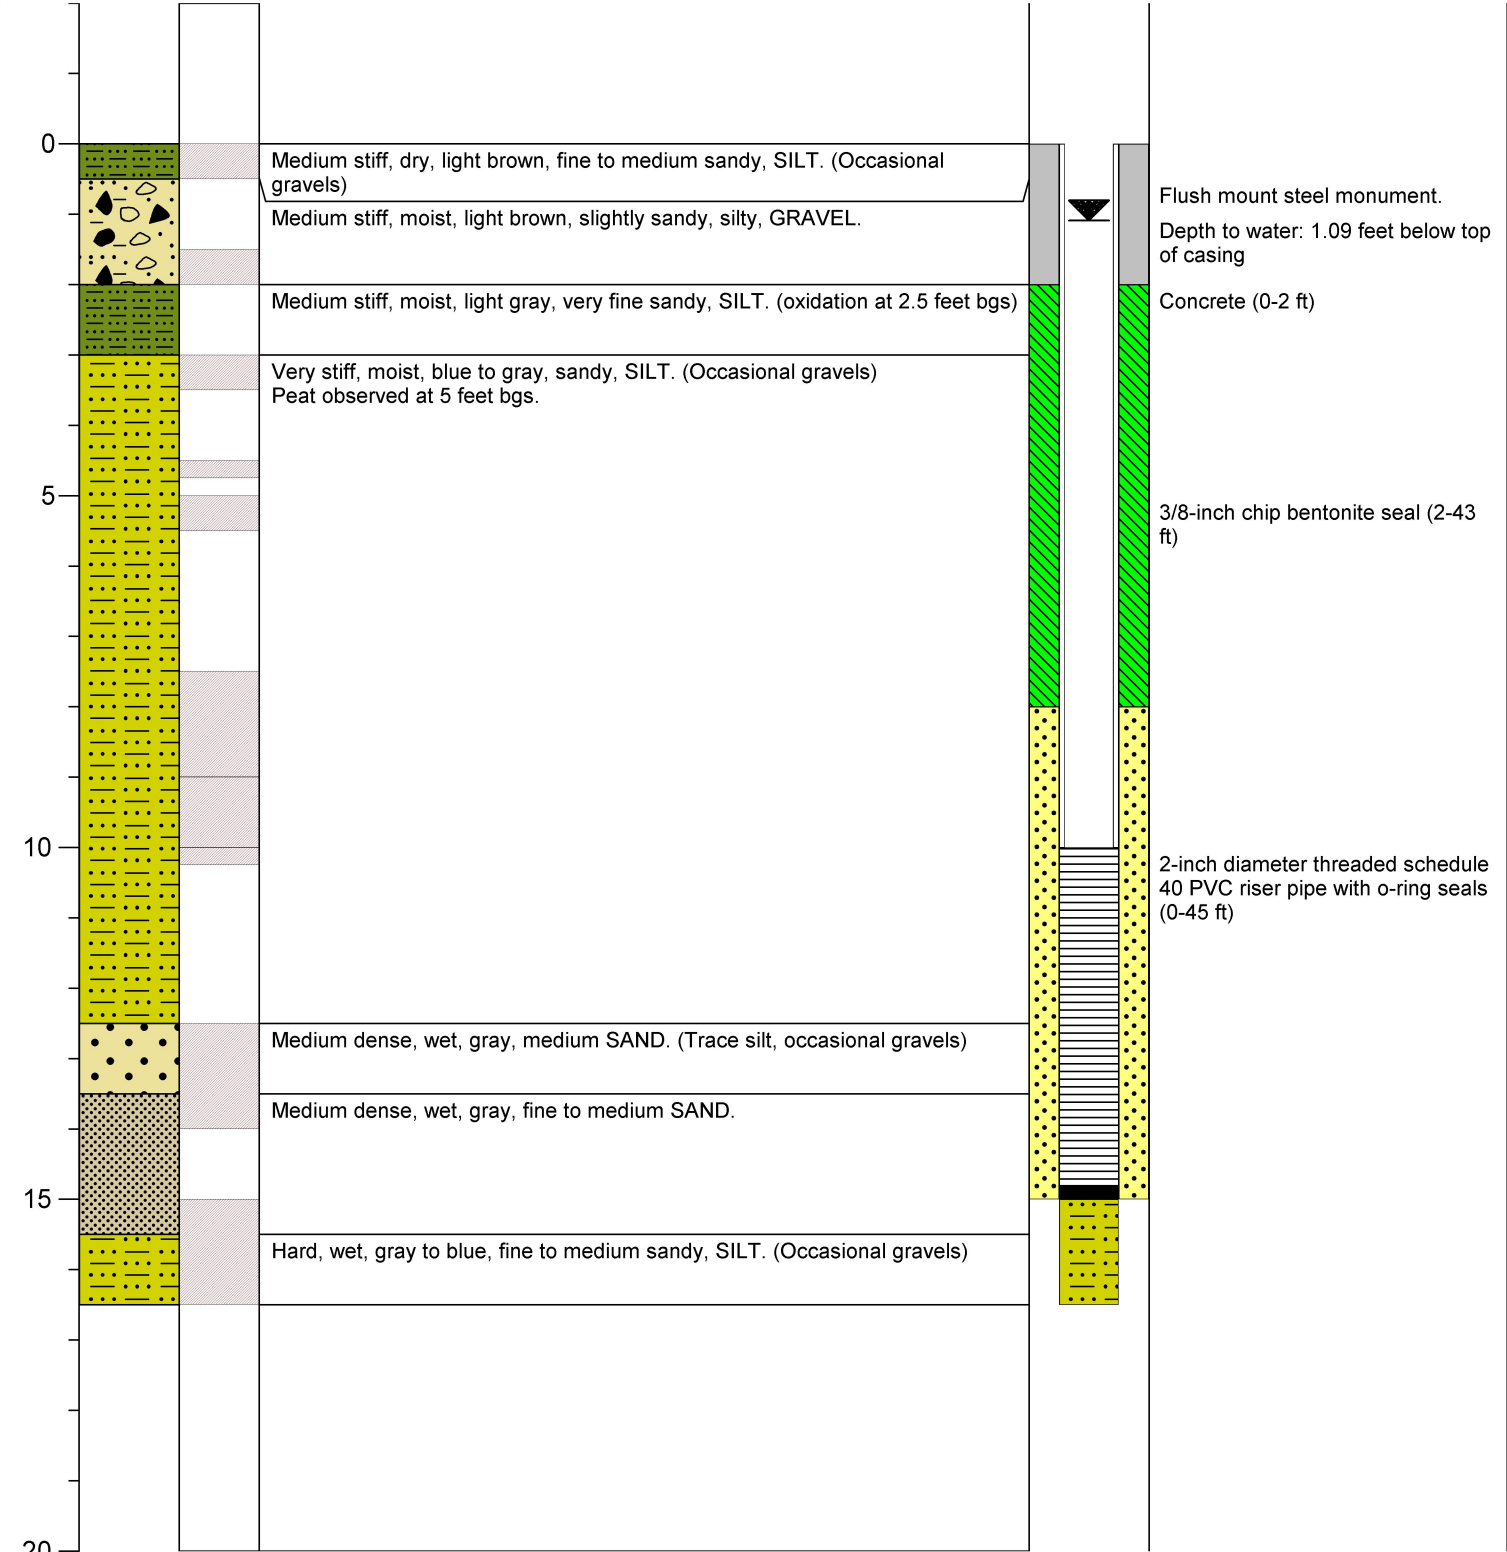 0
Medium stiff, dry, light brown, fine to medium sandy, SILT. (Occasional
gravels)
Medium stiff, moist, light brown, slightly sandy, silty, GRAVEL.
Flush mount steel monument.
Depth to water: 1.09 feet below top
of casing
Medium stiff, moist, light gray, very fine sandy, SILT. (oxidation at 2.5 feet bgs)
Concrete (0-2 ft)
Very stiff, moist, blue to gray, sandy, SILT. (Occasional gravels)
Peat observed at 5 feet bgs.
5
3/8-inch chip bentonite seal (2-43
ft)
10
2-inch diameter threaded schedule
40 PVC riser pipe with o-ring seals
(0-45 ft)
Medium dense, wet, gray, medium SAND. (Trace silt, occasional gravels)
Medium dense, wet, gray, fine to medium SAND.
15
Hard, wet, gray to blue, fine to medium sandy, SILT. (Occasional gravels)
20